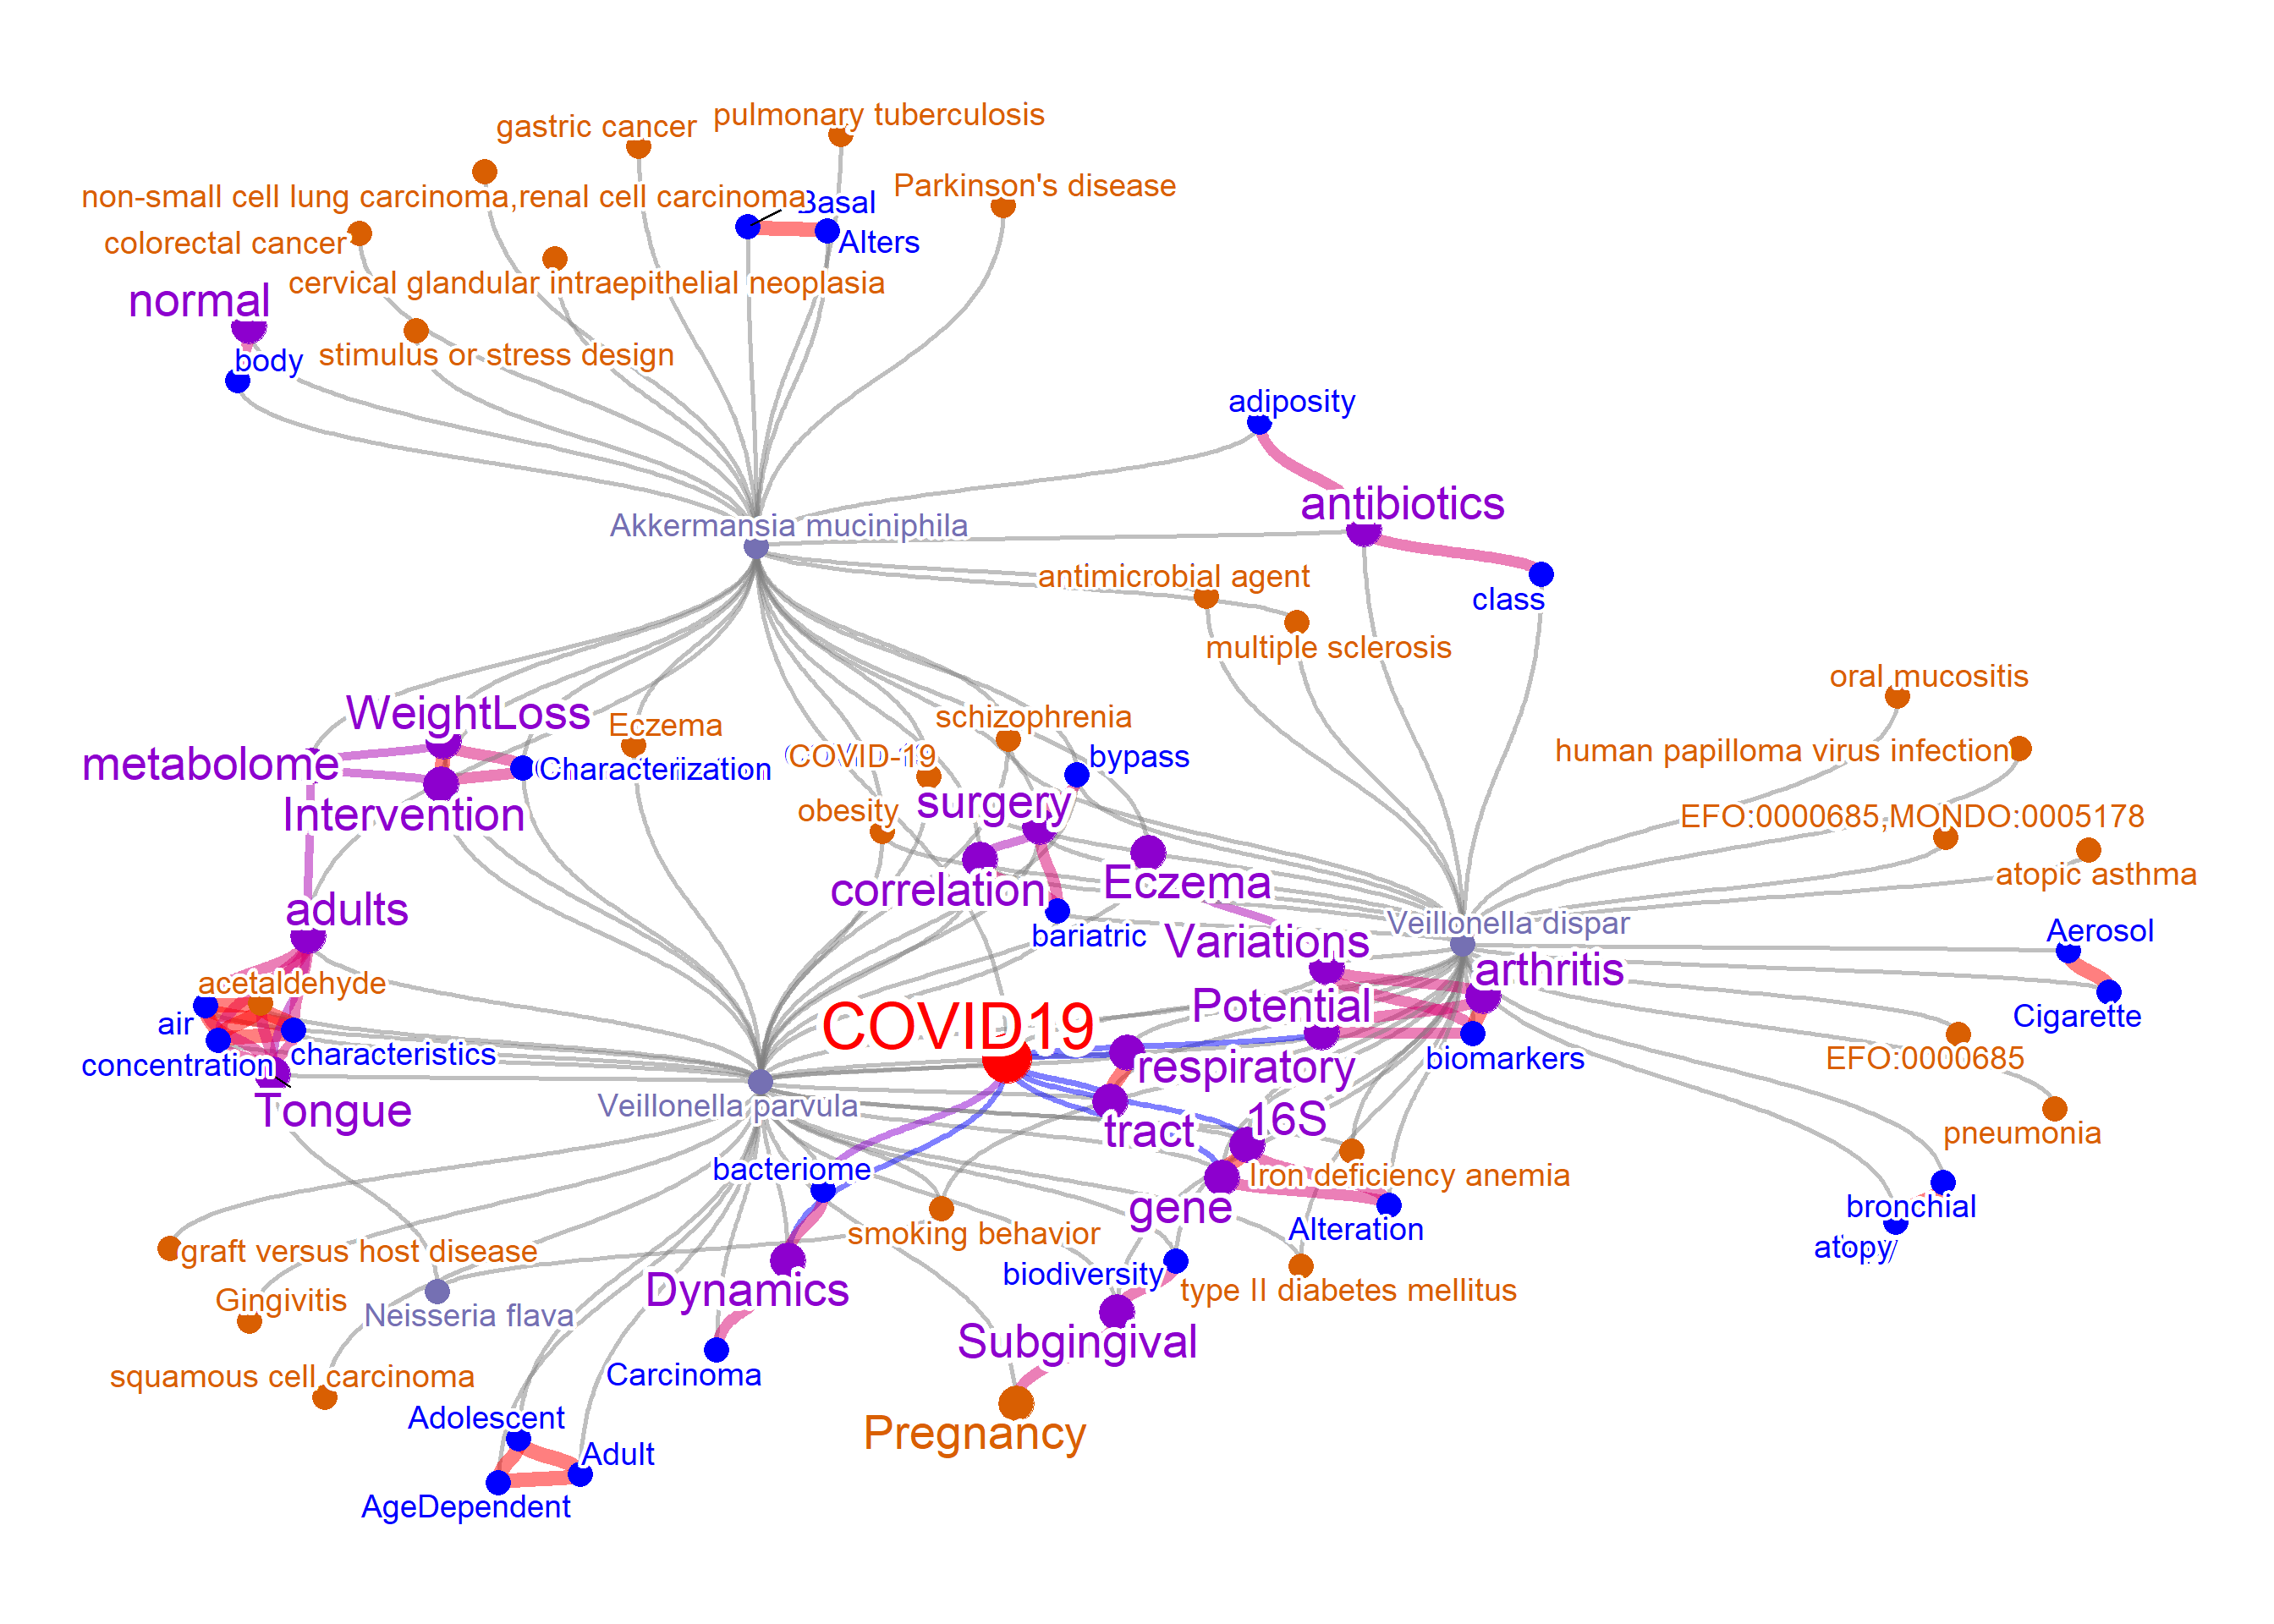 pulmonary tuberculosis
gastric cancer
Parkinson's disease
non-small cell lung carcinoma,renal cell carcinoma
Basal
colorectal cancer
Alters
cervical glandular intraepithelial neoplasia
normal
body
stimulus or stress design
adiposity
antibiotics
Akkermansia muciniphila
antimicrobial agent
class
multiple sclerosis
oral mucositis
WeightLoss
Eczema
schizophrenia
human papilloma virus infection
metabolome
Characterization
COVID-19
bypass
Intervention
obesity
surgery
EFO:0000685,MONDO:0005178
correlation
Eczema
atopic asthma
adults
bariatric
Variations
Veillonella dispar
Aerosol
arthritis
acetaldehyde
Potential
Cigarette
air
COVID19
concentration
characteristics
respiratory
biomarkers
EFO:0000685
Tongue
Veillonella parvula
tract
16S
pneumonia
bacteriome
Iron deficiency anemia
gene
bronchial
graft versus host disease
smoking behavior
Alteration
atopy
Gingivitis
Neisseria flava
Dynamics
biodiversity
type II diabetes mellitus
Subgingival
squamous cell carcinoma
Carcinoma
Adolescent
Pregnancy
Adult
AgeDependent